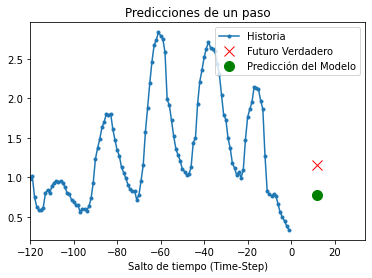 Predicciones de un paso
Historia
Futuro Verdadero
Predicción del Modelo
2.5
2.0
1.5
1.0
0.5
−120
−100
−80
−60
−40
−20
0
20
Salto de tiempo (Time-Step)